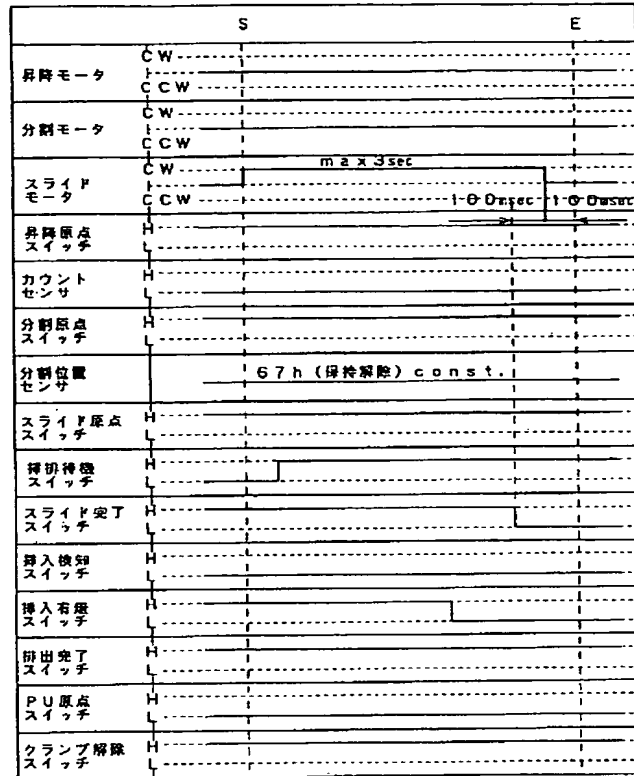 S E
CW
昇降モータ
CCW
CW
分割モータ
CCW
CW
max3sec
スライド
モータ
CCW
100msec
100msec
昇降原点
スイッチ
H
L
カウント
センサ
H
L
分割原点
スイッチ
H
L
分割位置
センサ
67h(保持解除)const.
スライド原点
スイッチ
H
L
挿排待機
スイッチ
H
L
スライド完了
スイッチ
H
L
挿入検知
スイッチ
H
L
挿入右端
スイッチ
H
L
排出完了
スイッチ
H
L
PU原点
スイッチ
H
L
クランプ解除
スイッチ
H
L